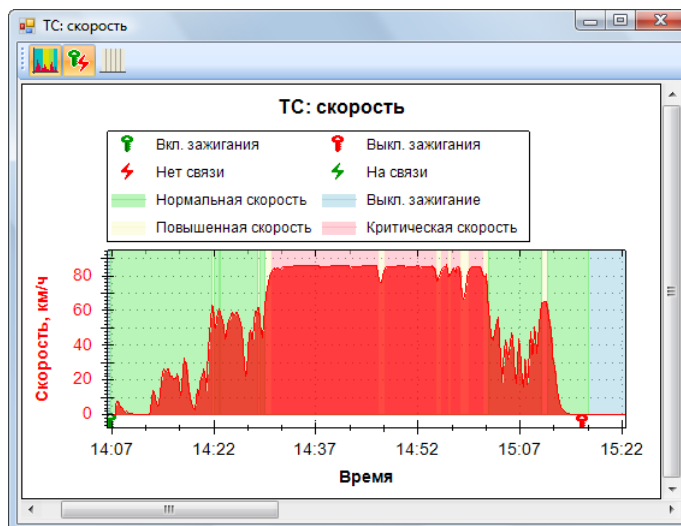 ТС: скорость
ТС: скорость
Вкл. зажигания Выкл. зажигания
Нет связи На связи
Нормальная скорость Выкл. зажигание
Повышенная скорость Критическая скорость
Скорость, км/ч
80
60
40
20
0
14:07 14:22 14:37 14:52 15:07 15:22
Время